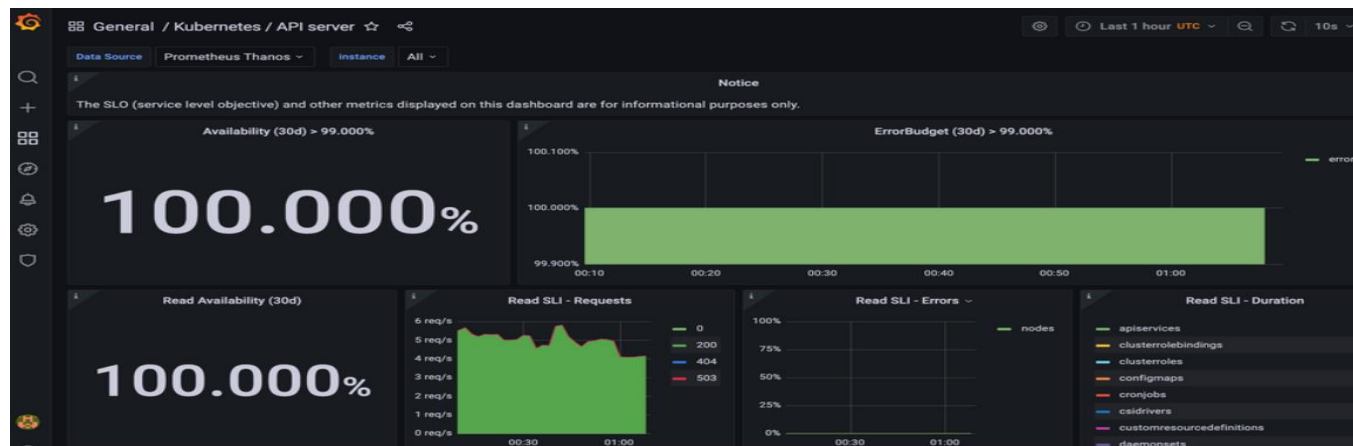 General / Kubernetes / API server
Last 1 hour UTC
10s
Data Source Prometheus Thanos
instance All
Notice
The SLO (service level objective) and other metrics displayed on this dashboard are for informational purposes only.
Availability (30d) > 99.000%
100.000%
ErrorBudget (30d) > 99.000%
100.100%
100.000%
99.900%
00:10 00:20 00:30 00:40 00:50 01:00
error
Read Availability (30d)
100.000%
Read SLI - Requests
6 req/s
5 req/s
4 req/s
3 req/s
2 req/s
1 req/s
0 req/s
00:30 01:00
0
200
404
503
Read SLI - Errors
100%
75%
50%
25%
0%
00:30 01:00
nodes
Read SLI - Duration
apiservices
clusterrolebindings
clusterroles
configmaps
cronjobs
csidrivers
customresourcedefinitions
daemonsets